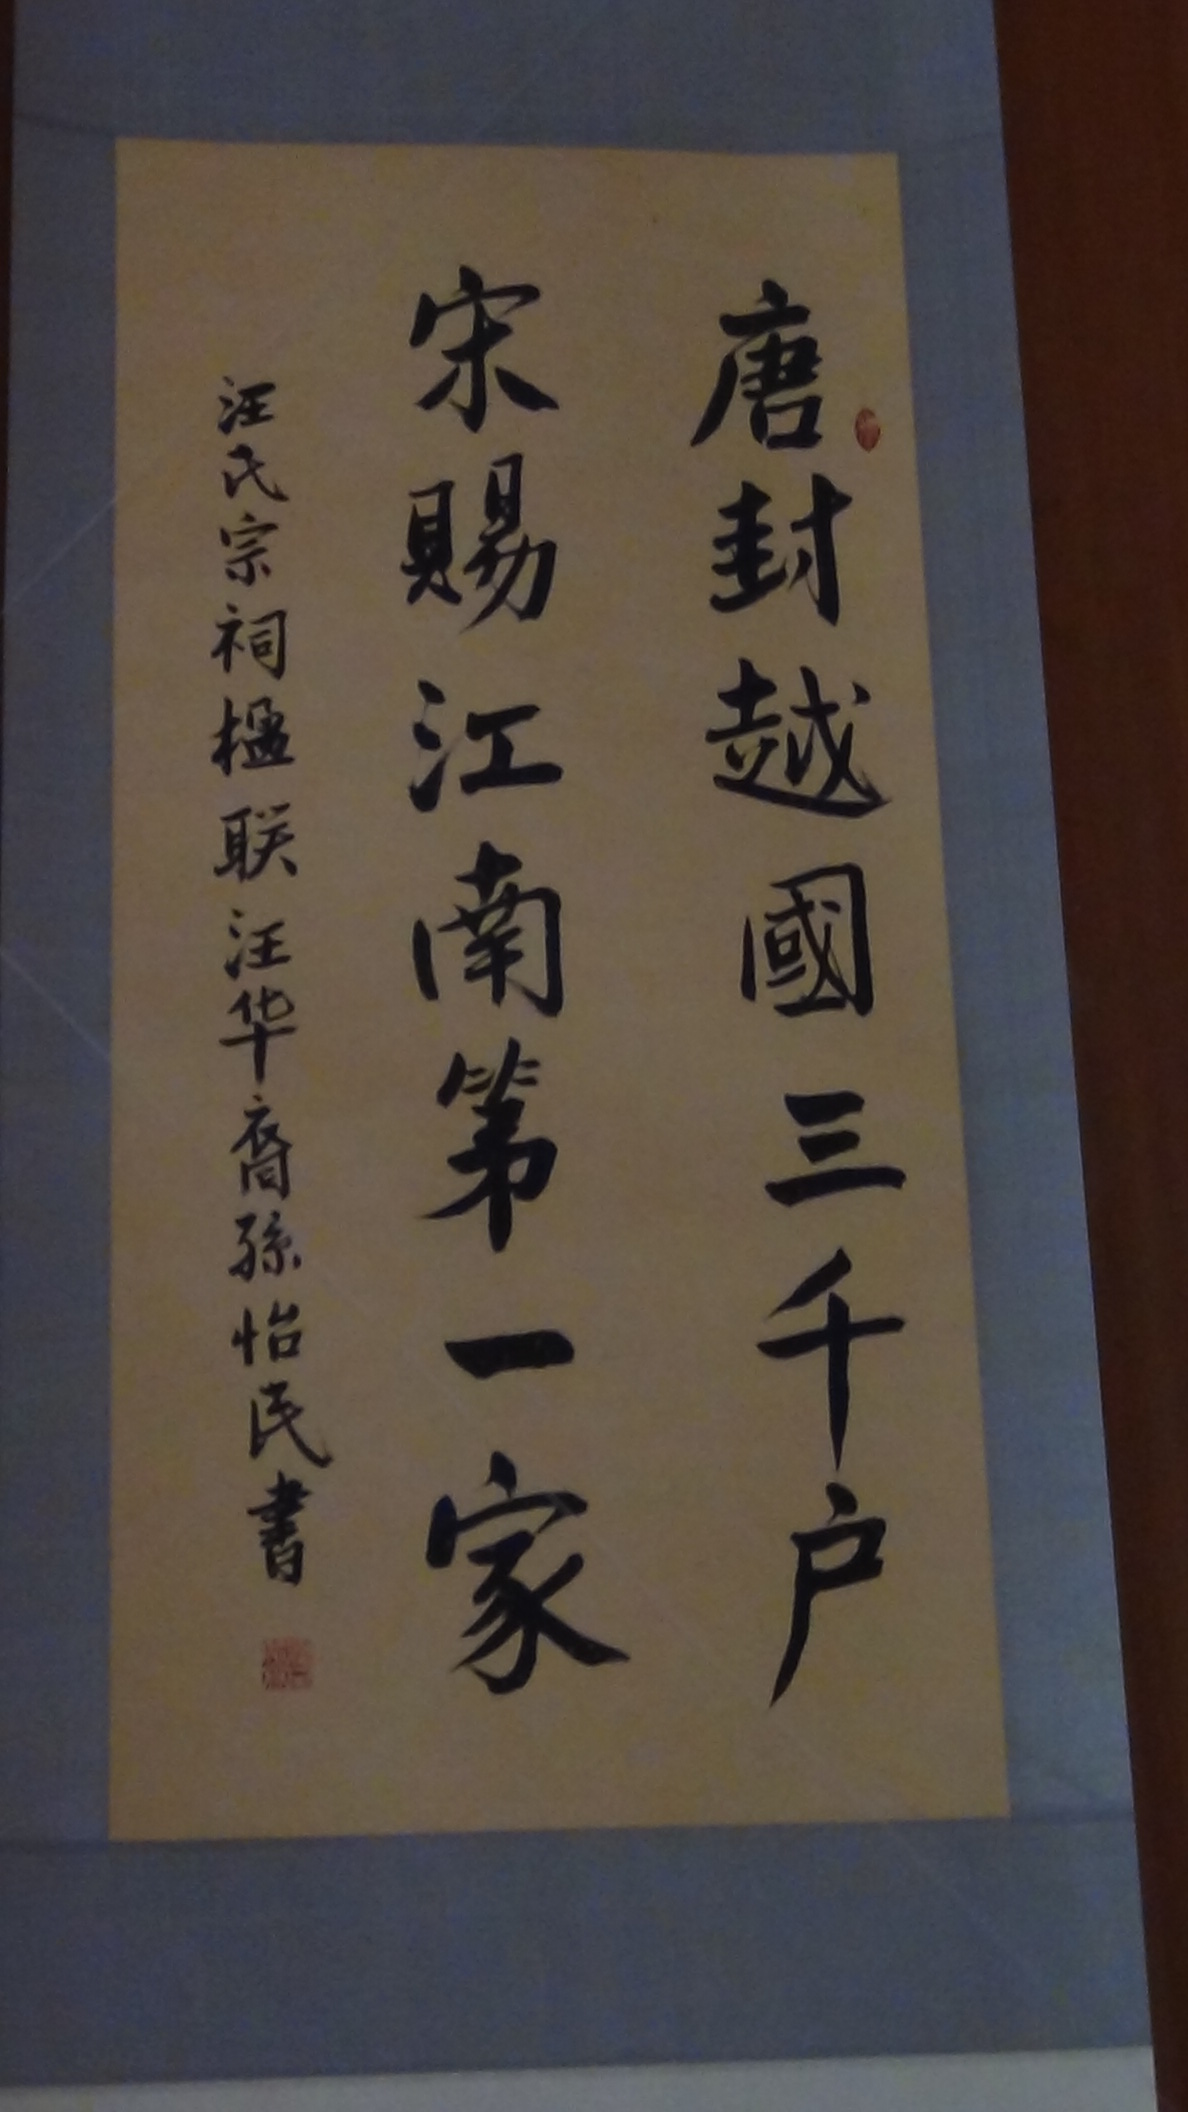 唐封越國三千户
宋赐江南第一家
汪氏宗祠楹联汪华裔孫怡民書